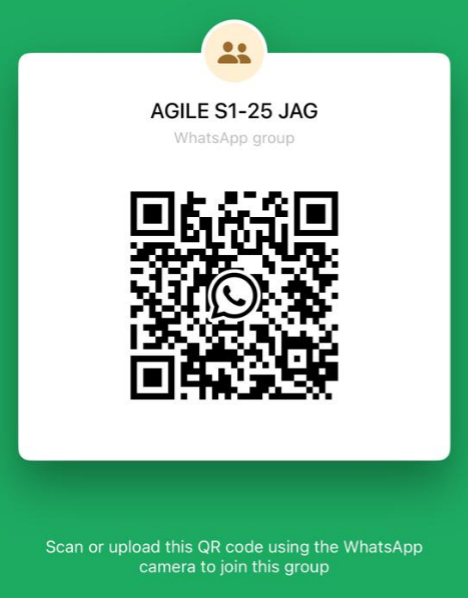 AGILE S1-25 JAG
WhatsApp group
Scan or upload this QR code using the WhatsApp
camera to join this group